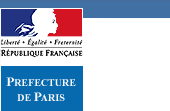 Liberté • Égalité • Fraternité
RÉPUBLIQUE FRANÇAISE
PREFECTURE
DE PARIS